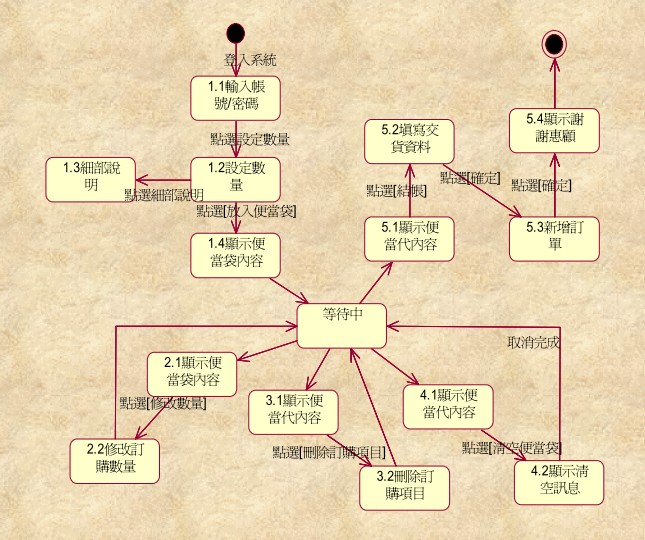 登入系統
1.1輸入帳
號/密碼
點選設定數量
1.3細部說
明
點選細部說明
1.2設定數
量
點選[放入便當袋]
1.4顯示便
當袋內容
5.2填寫交
貨資料
點選[結帳]
點選[確定]
5.1顯示便
當代內容
5.4顯示謝
謝惠顧
點選[確定]
5.3新增訂
單
等待中
取消完成
2.1顯示便
當袋內容
點選[修改數量]
2.2修改訂
購數量
3.1顯示便
當代內容
點選[刪除訂購項目]
3.2刪除訂
購項目
4.1顯示便
當代內容
點選[清空便當袋]
4.2顯示清
空訊息